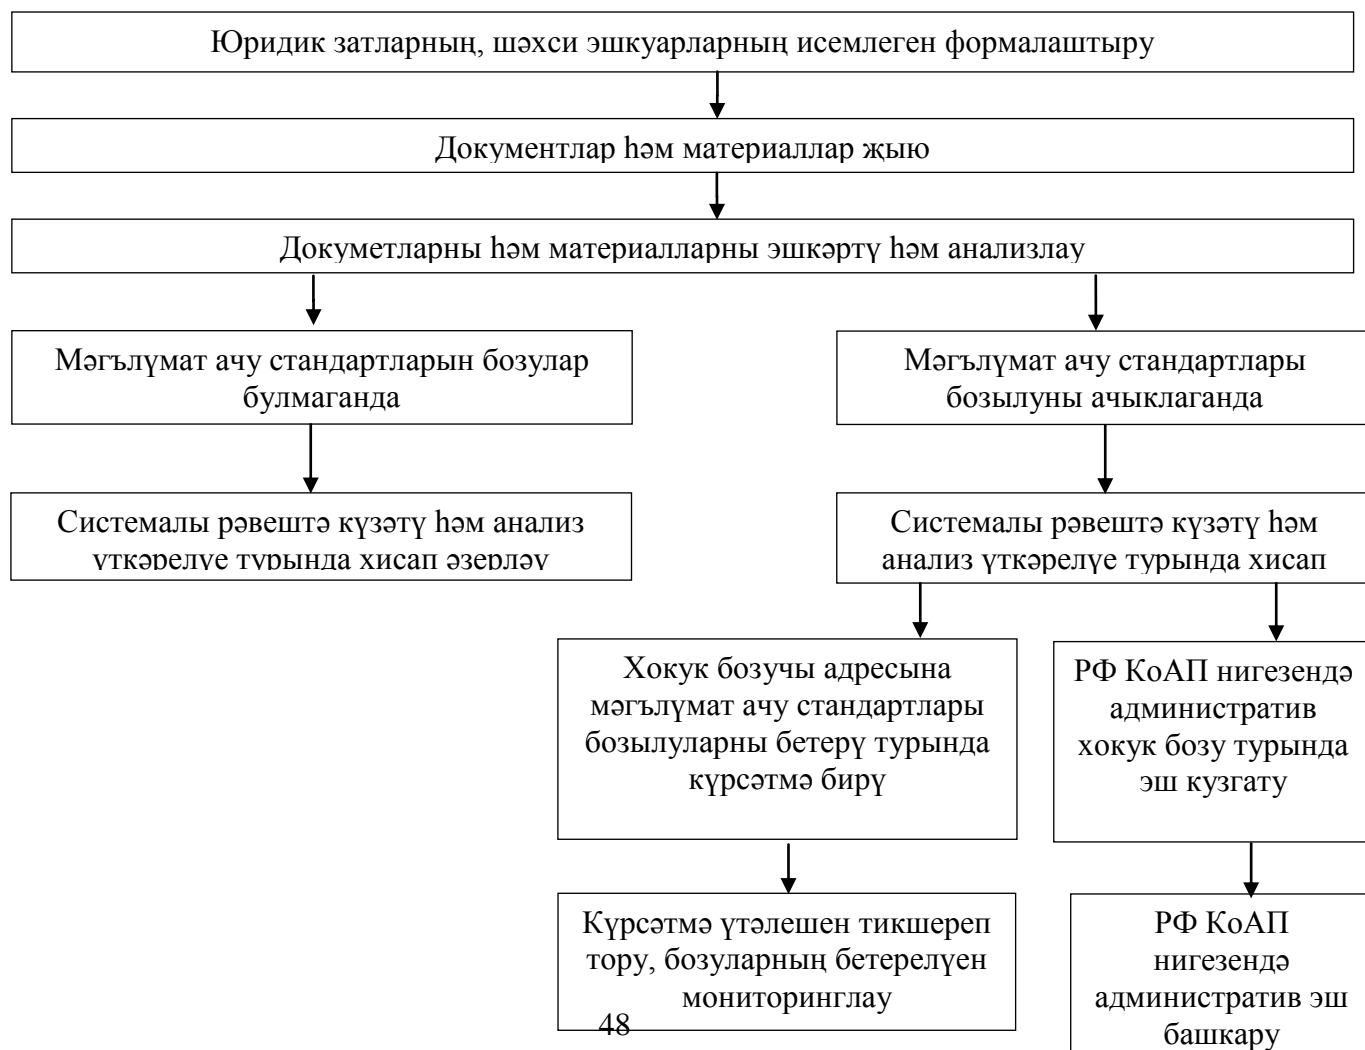 Юридик затларның, шәхси эшкуарларның исемлеген формалаштыру
Документлар һәм материаллар җыю
Докуметларны һәм материалларны эшкәртү һәм анализлау
Мәгълүмат ачу стандартларын бозулар
булмаганда
Мәгълүмат ачу стандартлары
бозылуны ачыклаганда
Системалы рәвештә күзәтү һәм анализ
үткәрелүе турында хисап әзерләү
Системалы рәвештә күзәтү һәм
анализ үткәрелүе турында хисап
Хокук бозучы адресына
мәгълүмат ачу стандартлары
бозылуларны бетерү турында
күрсәтмә бирү
РФ КоАП нигезендә
административ
хокук бозу турында
эш кузгату
Күрсәтмә үтәлешен тикшереп
тору, бозуларның бетерелүен
мониторинглау
РФ КоАП
нигезендә
административ эш
башкару
48